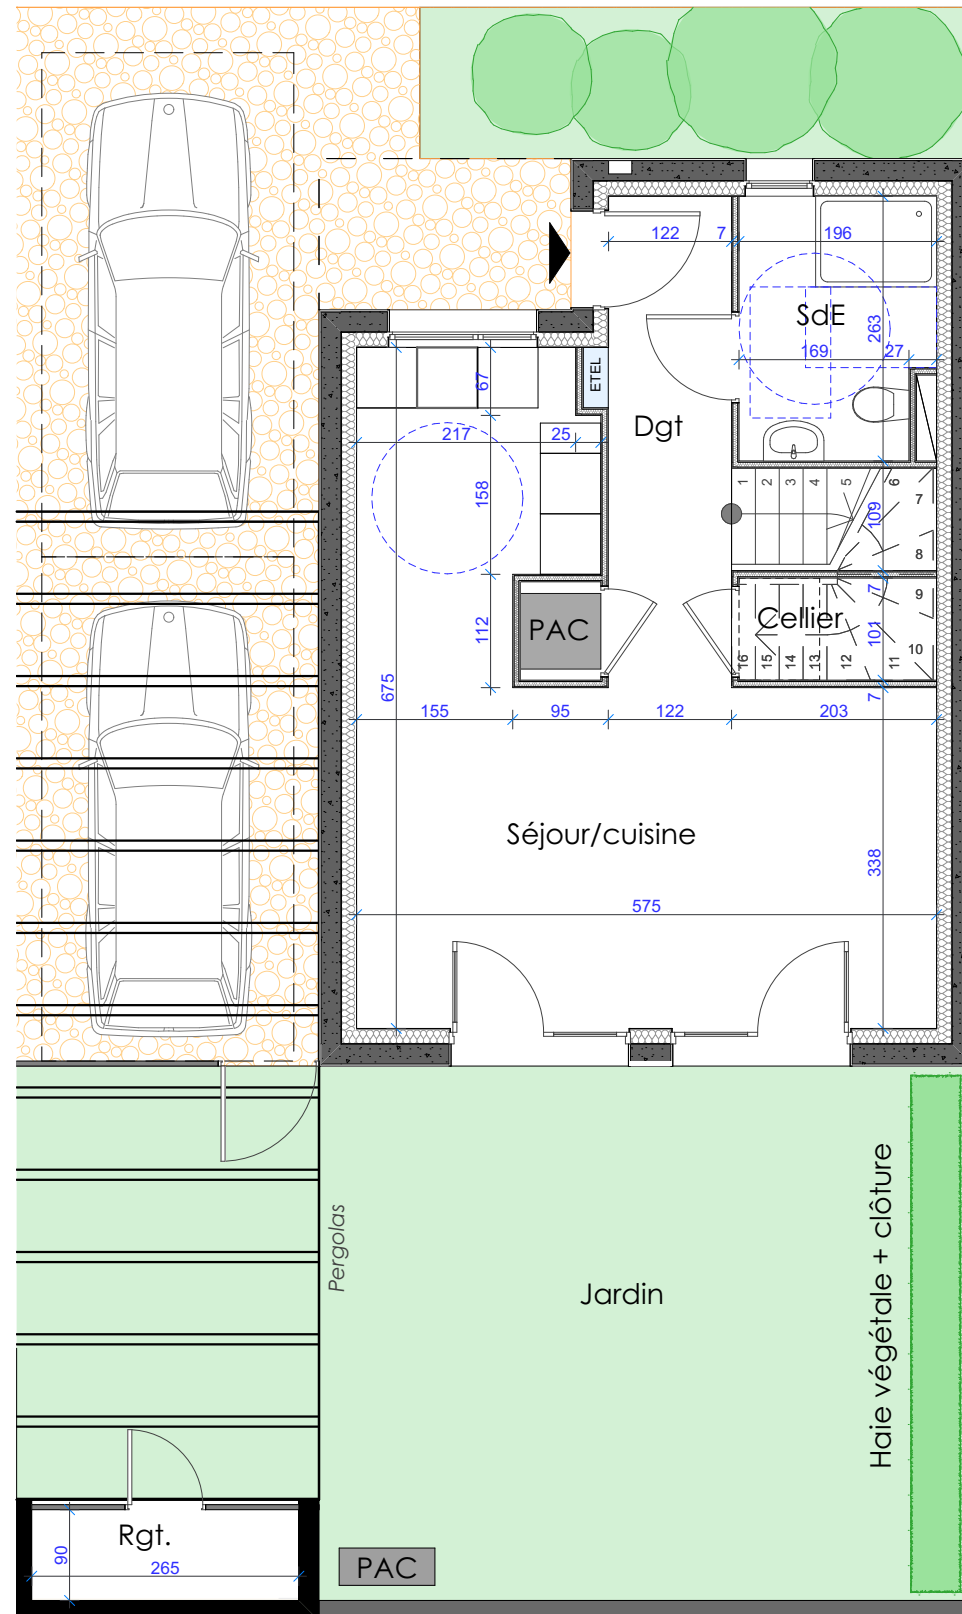 122 7 196
SdE
263
169 27
ETEL
67
Dgt
217 25
158
1 2 3 4 5 6
7
109
8
7
9
PAC
Cellier
112
101
10
16 15 14 13 12 11
675
7
155 95 122 203
Séjour/cuisine
338
575
Pergolas
Jardin
Haie végétale + clôture
Rgt.
90
265
PAC